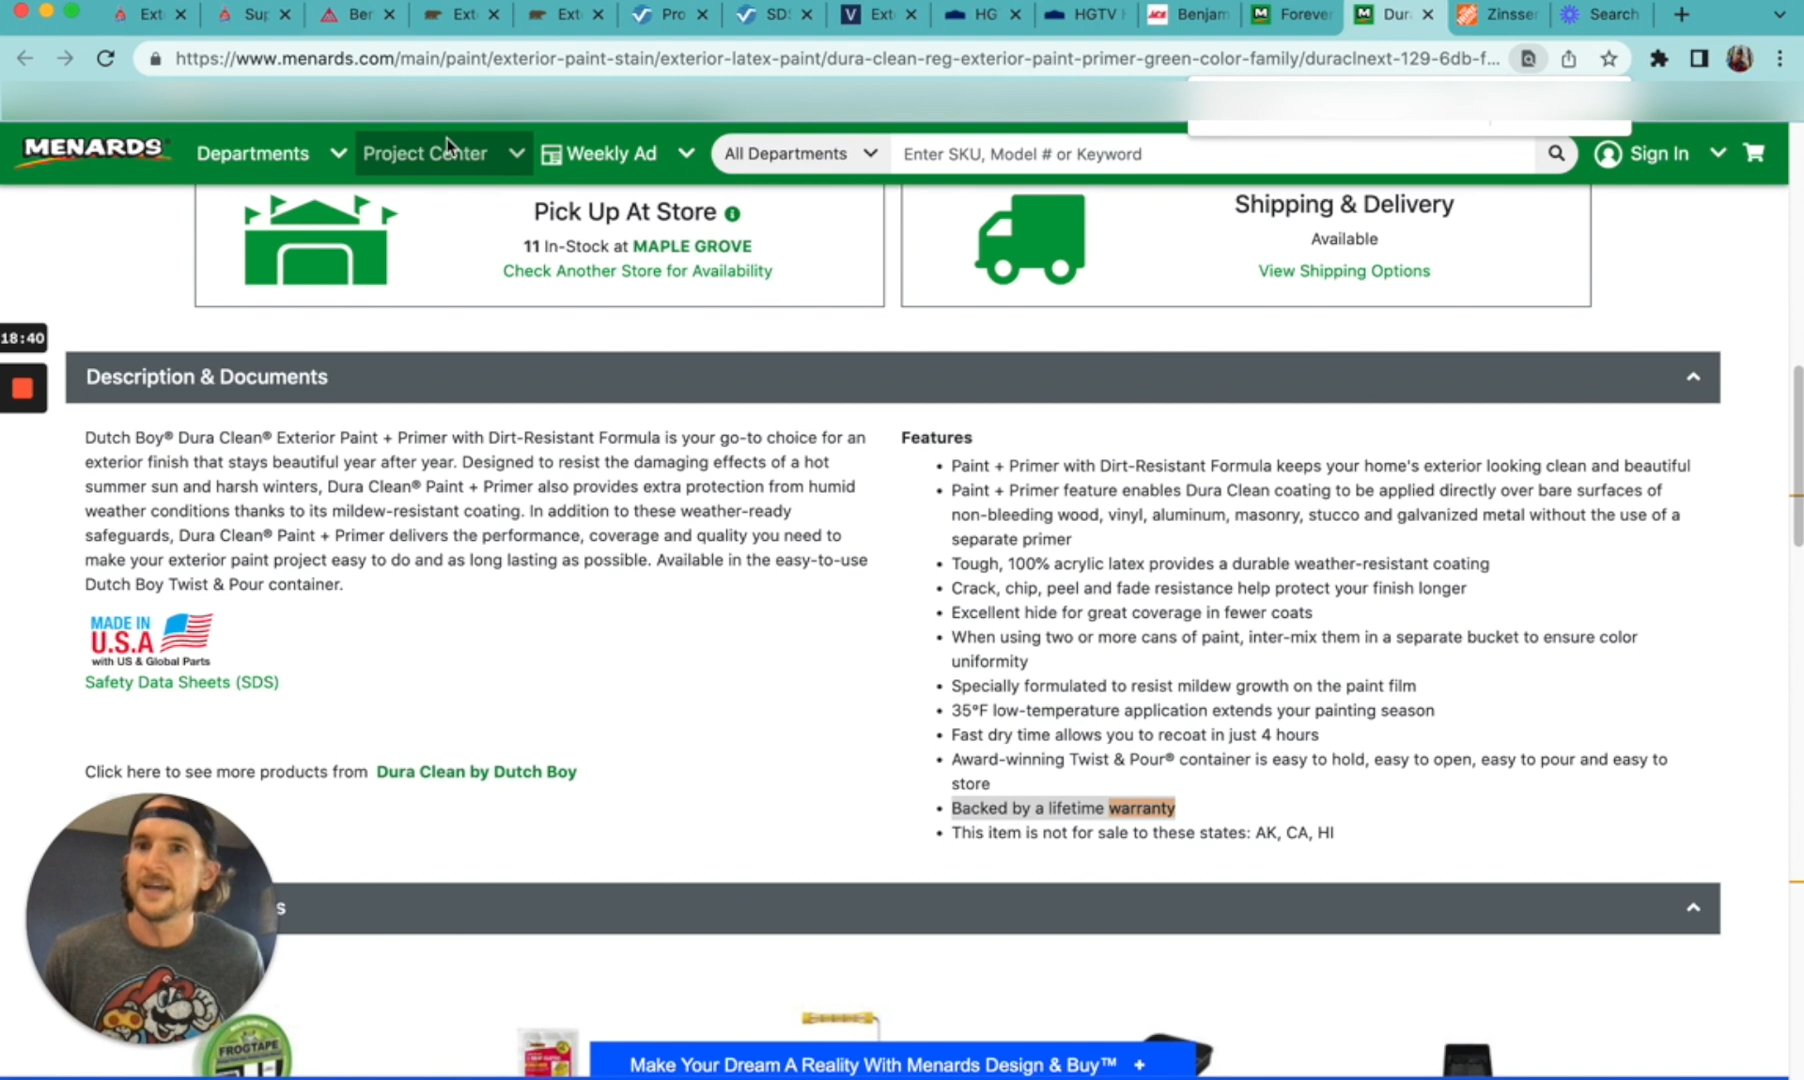 Ext
Sup
Ber
Ext
Ext
Pro
SDS
Ext
HG
HGTV
Benjam
Forever
Dur
Zinsser
Search
https://www.menards.com/main/paint/exterior-paint-stain/exterior-latex-paint/dura-clean-reg-exterior-paint-primer-green-color-family/duraclnext-129-6db-f...
MENARDS
Departments
Project Center
Weekly Ad
All Departments
Enter SKU, Model # or Keyword
Sign In
Pick Up At Store
11 In-Stock at MAPLE GROVE
Check Another Store for Availability
Shipping & Delivery
Available
View Shipping Options
18:40
Description & Documents
Dutch Boy® Dura Clean® Exterior Paint + Primer with Dirt-Resistant Formula is your go-to choice for an
exterior finish that stays beautiful year after year. Designed to resist the damaging effects of a hot
summer sun and harsh winters, Dura Clean® Paint + Primer also provides extra protection from humid
weather conditions thanks to its mildew-resistant coating. In addition to these weather-ready
safeguards, Dura Clean® Paint + Primer delivers the performance, coverage and quality you need to
make your exterior paint project easy to do and as long lasting as possible. Available in the easy-to-use
Dutch Boy Twist & Pour container.
MADE IN
U.S.A
with US & Global Parts
Safety Data Sheets (SDS)
Click here to see more products from Dura Clean by Dutch Boy
Features
• Paint + Primer with Dirt-Resistant Formula keeps your home's exterior looking clean and beautiful
• Paint + Primer feature enables Dura Clean coating to be applied directly over bare surfaces of
non-bleeding wood, vinyl, aluminum, masonry, stucco and galvanized metal without the use of a
separate primer
• Tough, 100% acrylic latex provides a durable weather-resistant coating
• Crack, chip, peel and fade resistance help protect your finish longer
• Excellent hide for great coverage in fewer coats
• When using two or more cans of paint, inter-mix them in a separate bucket to ensure color
uniformity
• Specially formulated to resist mildew growth on the paint film
• 35°F low-temperature application extends your painting season
• Fast dry time allows you to recoat in just 4 hours
• Award-winning Twist & Pour® container is easy to hold, easy to open, easy to pour and easy to
store
• Backed by a lifetime warranty
• This item is not for sale to these states: AK, CA, HI
s
FROGTAPE
Make Your Dream A Reality With Menards Design & Buy™ +